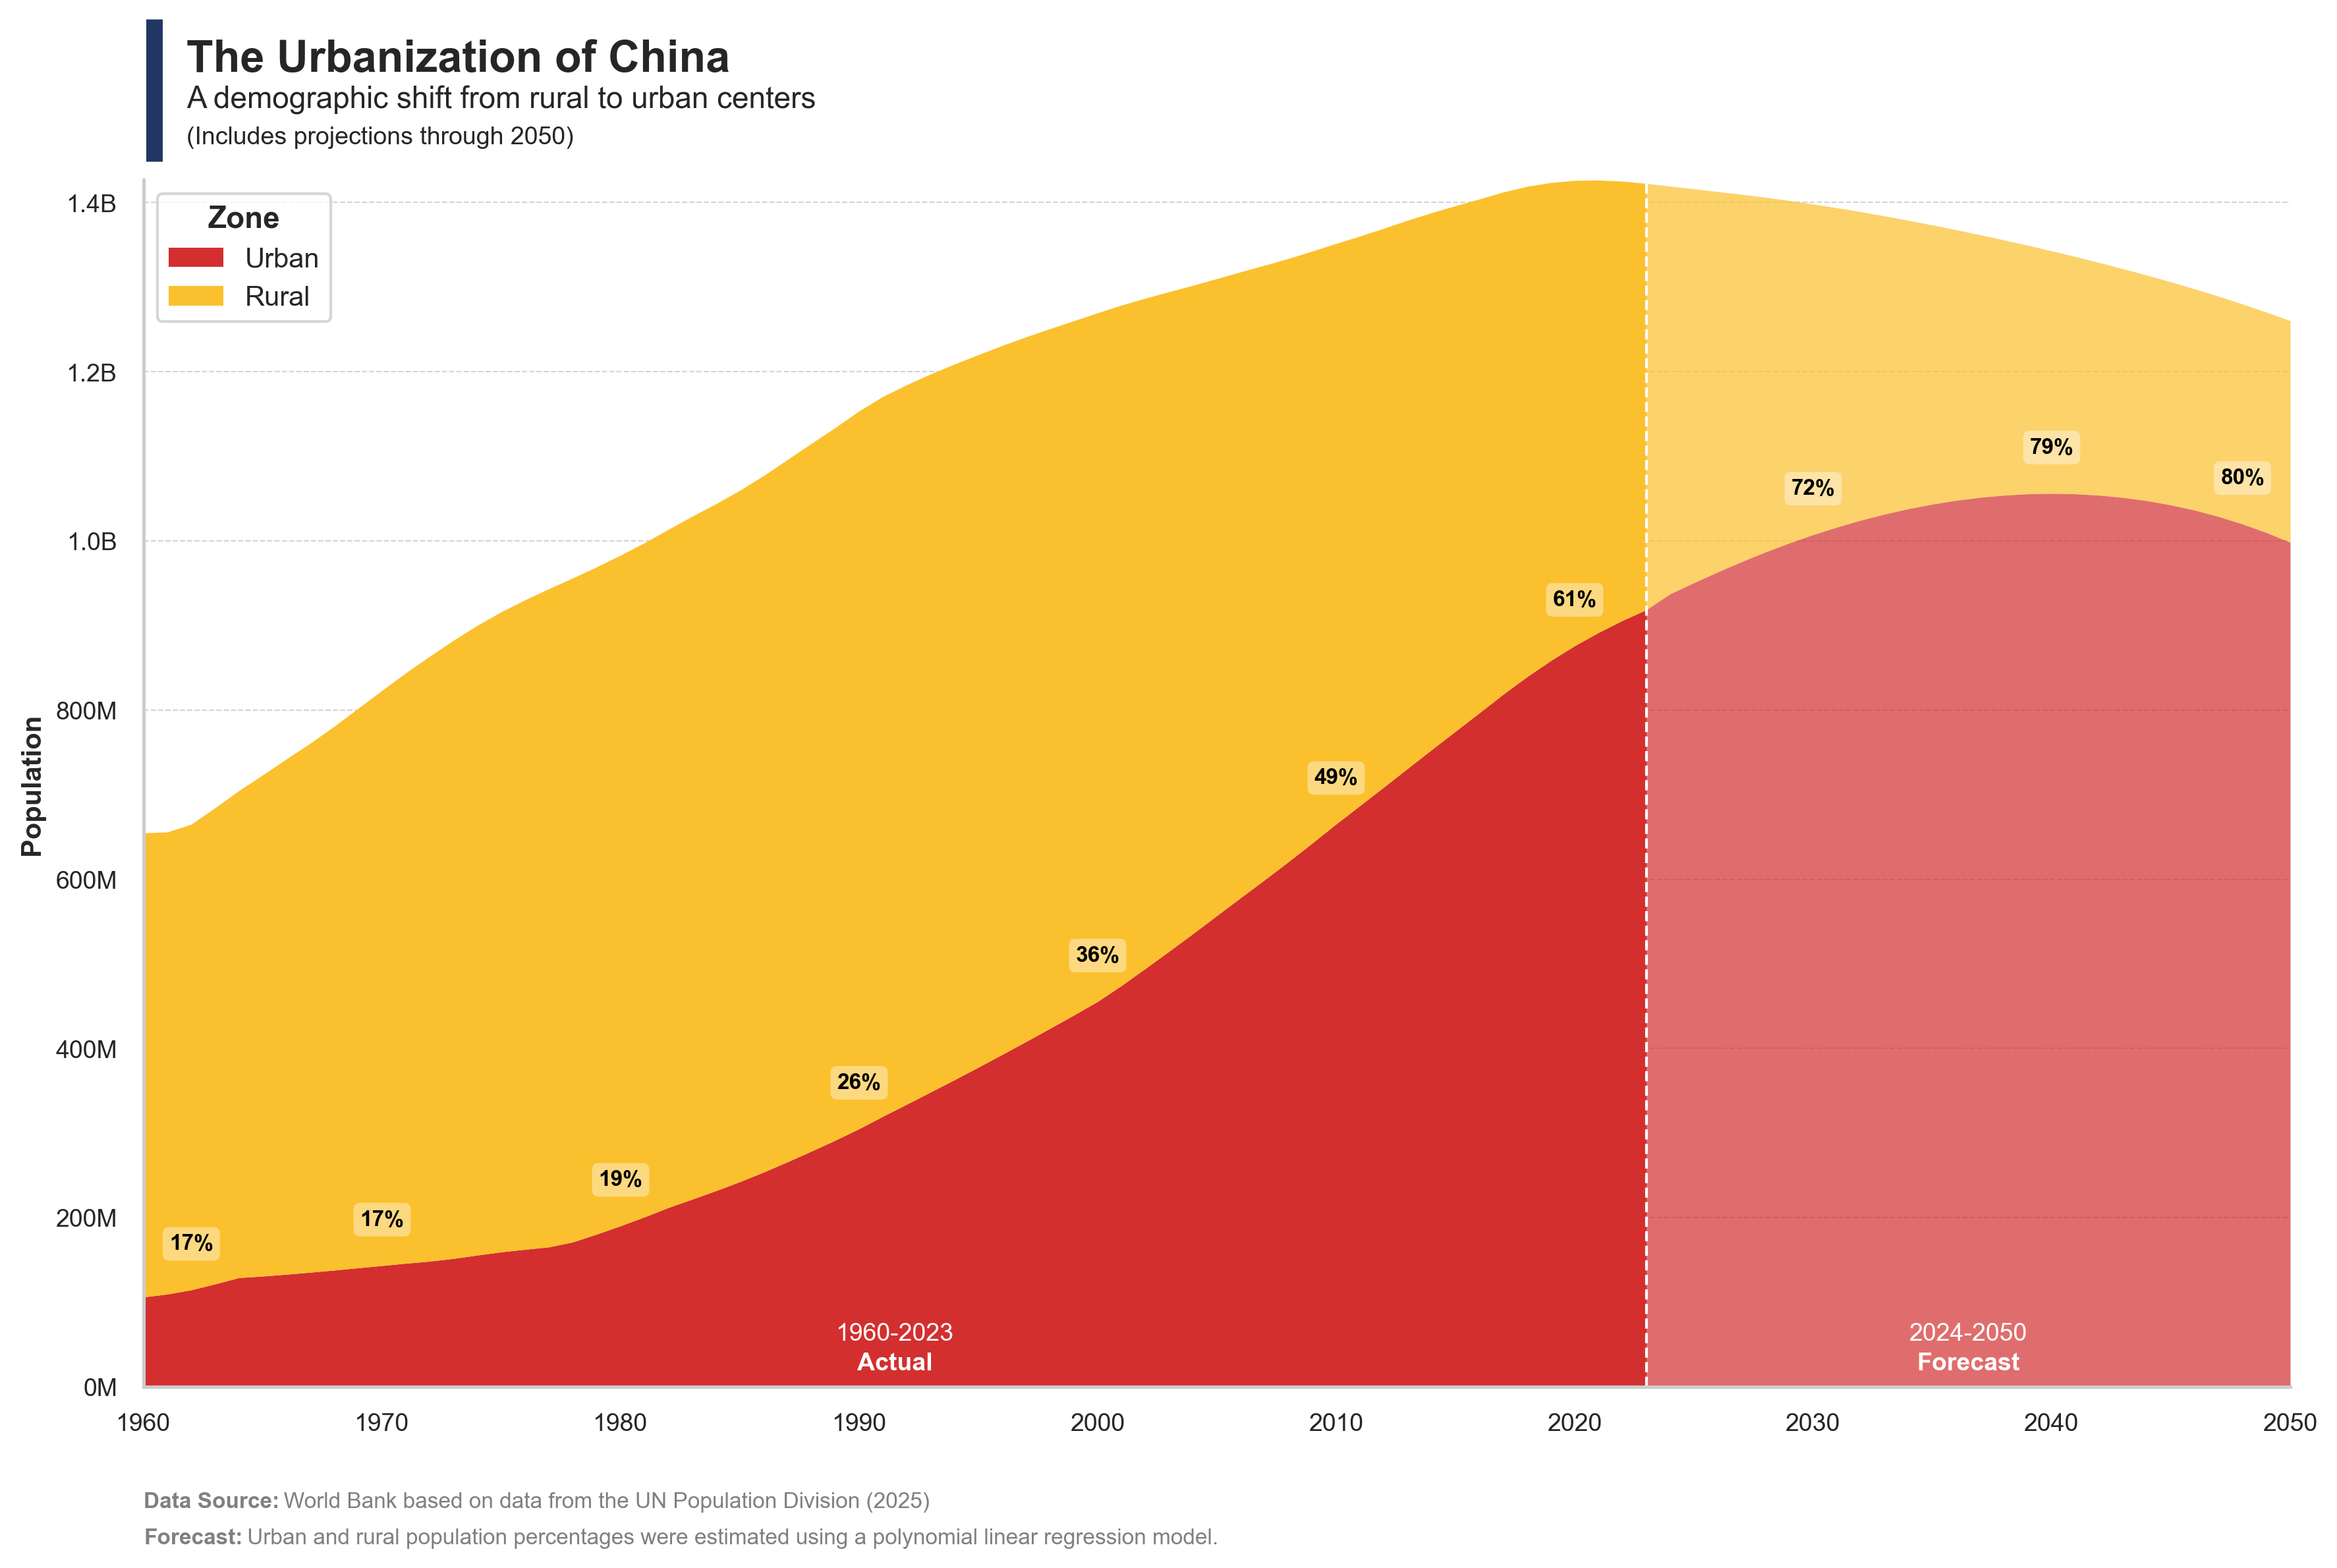 The Urbanization of China
A demographic shift from rural to urban centers
(Includes projections through 2050)
Zone
Urban
Rural
Population
1.4B
1.2B
1.0B
800M
600M
400M
200M
0M
17%
17%
19%
26%
36%
49%
61%
72%
79%
80%
1960-2023
Actual
2024-2050
Forecast
1960 1970 1980 1990 2000 2010 2020 2030 2040 2050
Data Source: World Bank based on data from the UN Population Division (2025)
Forecast: Urban and rural population percentages were estimated using a polynomial linear regression model.